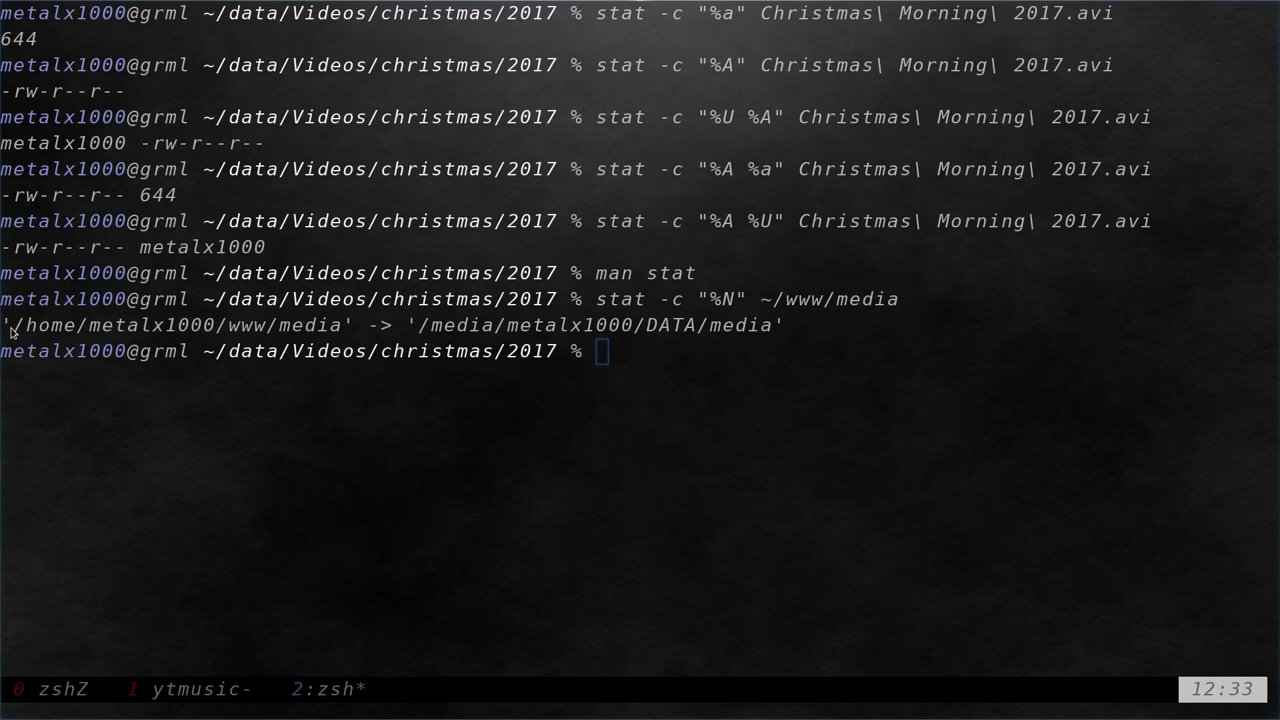 metalx1000@grml ~/data/Videos/christmas/2017 % stat -c "%a" Christmas\ Morning\ 2017.avi
644
metalx1000@grml ~/data/Videos/christmas/2017 % stat -c "%A" Christmas\ Morning\ 2017.avi
-rw-r--r--
metalx1000@grml ~/data/Videos/christmas/2017 % stat -c "%U %A" Christmas\ Morning\ 2017.avi
metalx1000 -rw-r--r--
metalx1000@grml ~/data/Videos/christmas/2017 % stat -c "%A %a" Christmas\ Morning\ 2017.avi
-rw-r--r-- 644
metalx1000@grml ~/data/Videos/christmas/2017 % stat -c "%A %U" Christmas\ Morning\ 2017.avi
-rw-r--r-- metalx1000
metalx1000@grml ~/data/Videos/christmas/2017 % man stat
metalx1000@grml ~/data/Videos/christmas/2017 % stat -c "%N" ~/www/media
'/home/metalx1000/www/media' -> '/media/metalx1000/DATA/media'
metalx1000@grml ~/data/Videos/christmas/2017 %
0 zshZ 1 ytmusic- 2:zsh* 12:33